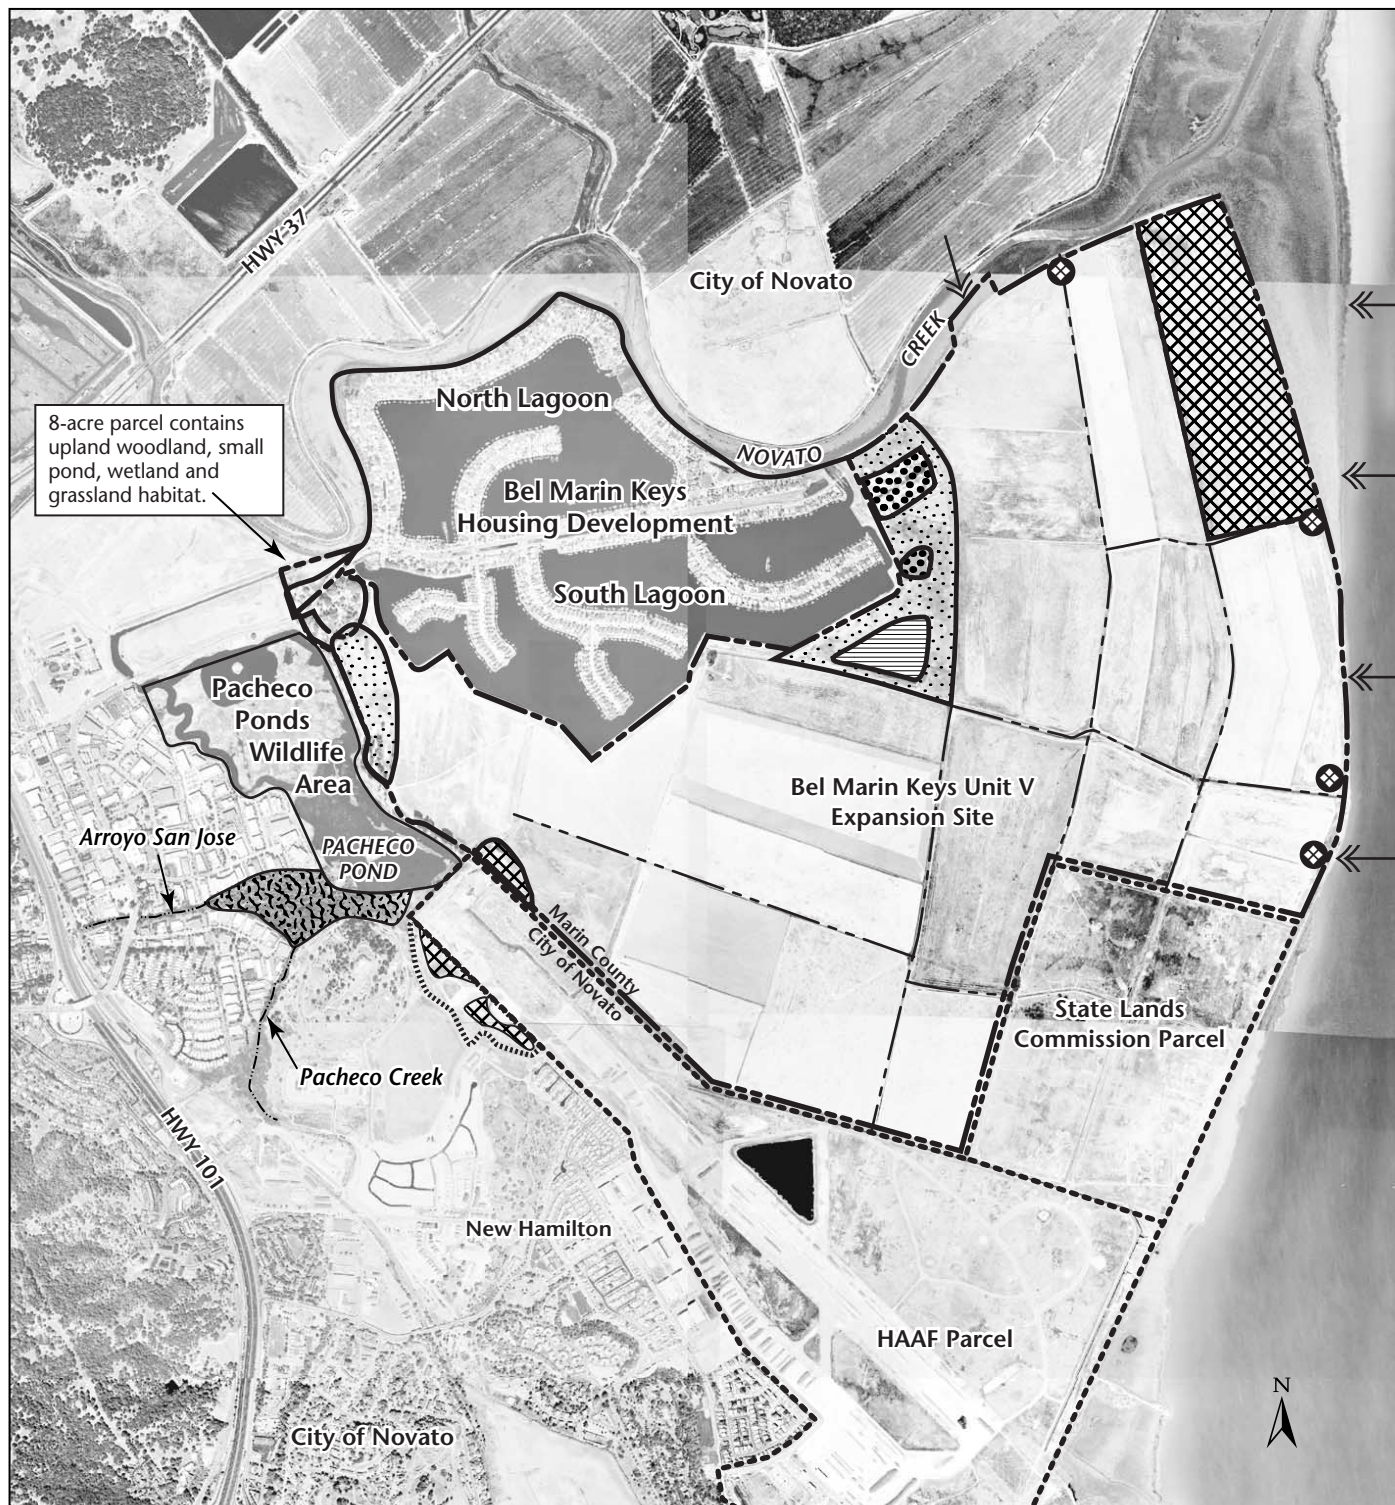 HWY 37
City of Novato
CREEK
North Lagoon
8-acre parcel contains
upland woodland, small
pond, wetland and
grassland habitat.
NOVATO
Bel Marin Keys
Housing Development
South Lagoon
Pacheco
Ponds
Wildlife
Area
Bel Marin Keys Unit V
Expansion Site
Arroyo San Jose
PACHECO
POND
Marin County
City of Novato
State Lands
Commission Parcel
Pacheco Creek
HWY 101
New Hamilton
HAAF Parcel
N
City of Novato